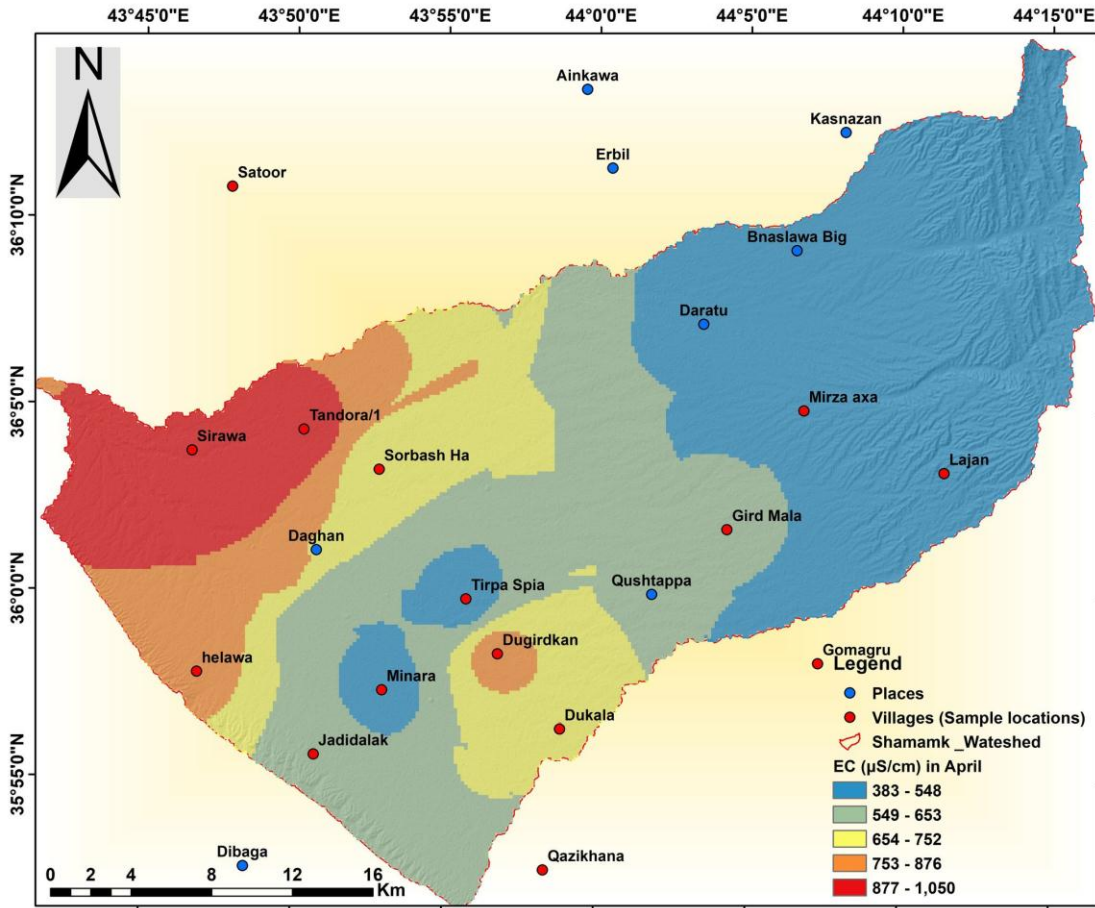 43°45'0"E 43°50'0"E 43°55'0"E 44°0'0"E 44°5'0"E 44°10'0"E 44°15'0"E
N
Ainkawa
Kasnazan
Erbil
Satoor
36°10'0"N
Bnaslawa Big
Daratu
36°5'0"N
Mirza axa
Tandora/1
Sirawa
Sorbash Ha
Lajan
Gird Mala
Daghan
36°0'0"N
Tirpa Spia
Qushtappa
Dugirdkan
helawa
Minara
Gomagru
Dukala
Jadidalak
35°55'0"N
Dibaga
Qazikhana
0 2 4 8 12 16
Km
Legend
Places
Villages (Sample locations)
Shamamk _Wateshed
EC (µS/cm) in April
383 - 548
549 - 653
654 - 752
753 - 876
877 - 1,050